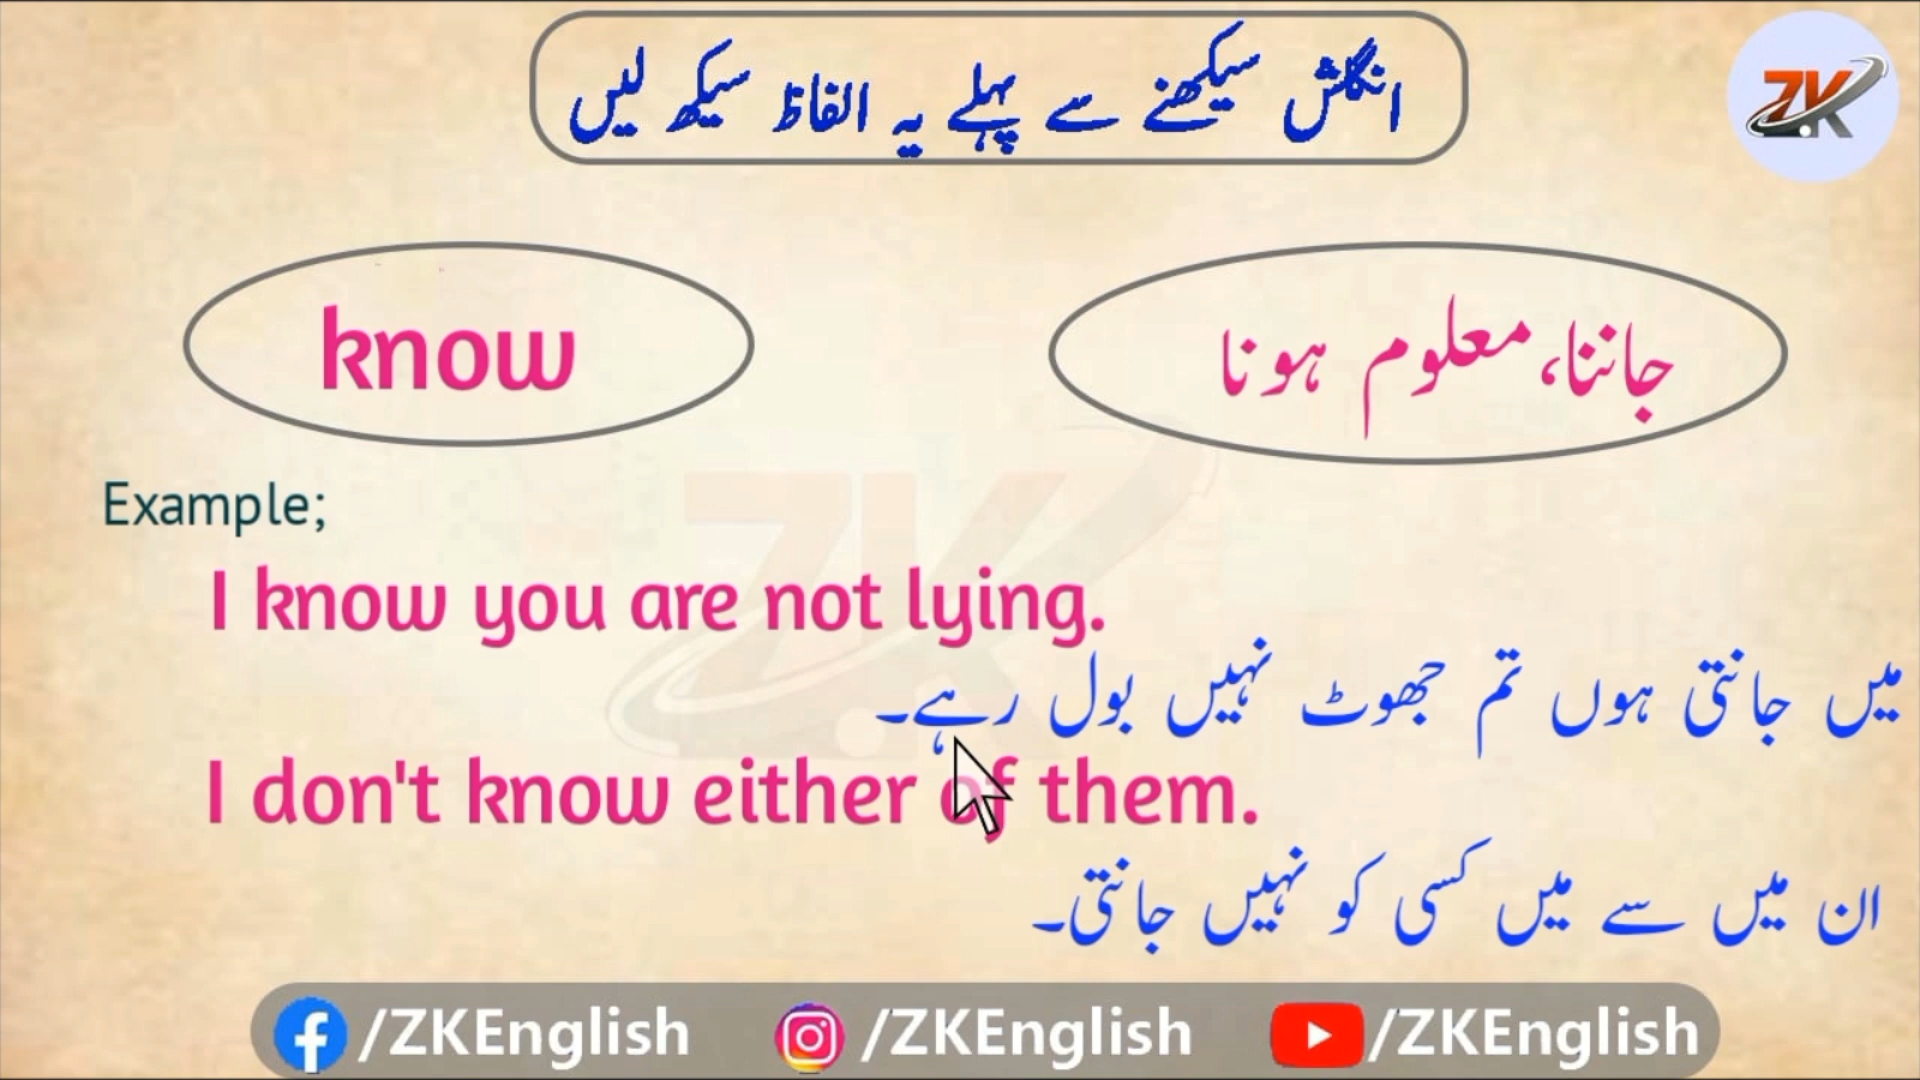 انگلش سیکھنے سے پہلے یہ الفاظ سیکھ لیں
ZK
know
جاننا، معلوم ہونا
Example;
I know you are not lying.
میں جانتی ہوں تم جھوٹ نہیں بول رہے۔
I don't know either of them.
ان میں سے میں کسی کو نہیں جانتی۔
/ZKEnglish /ZKEnglish /ZKEnglish